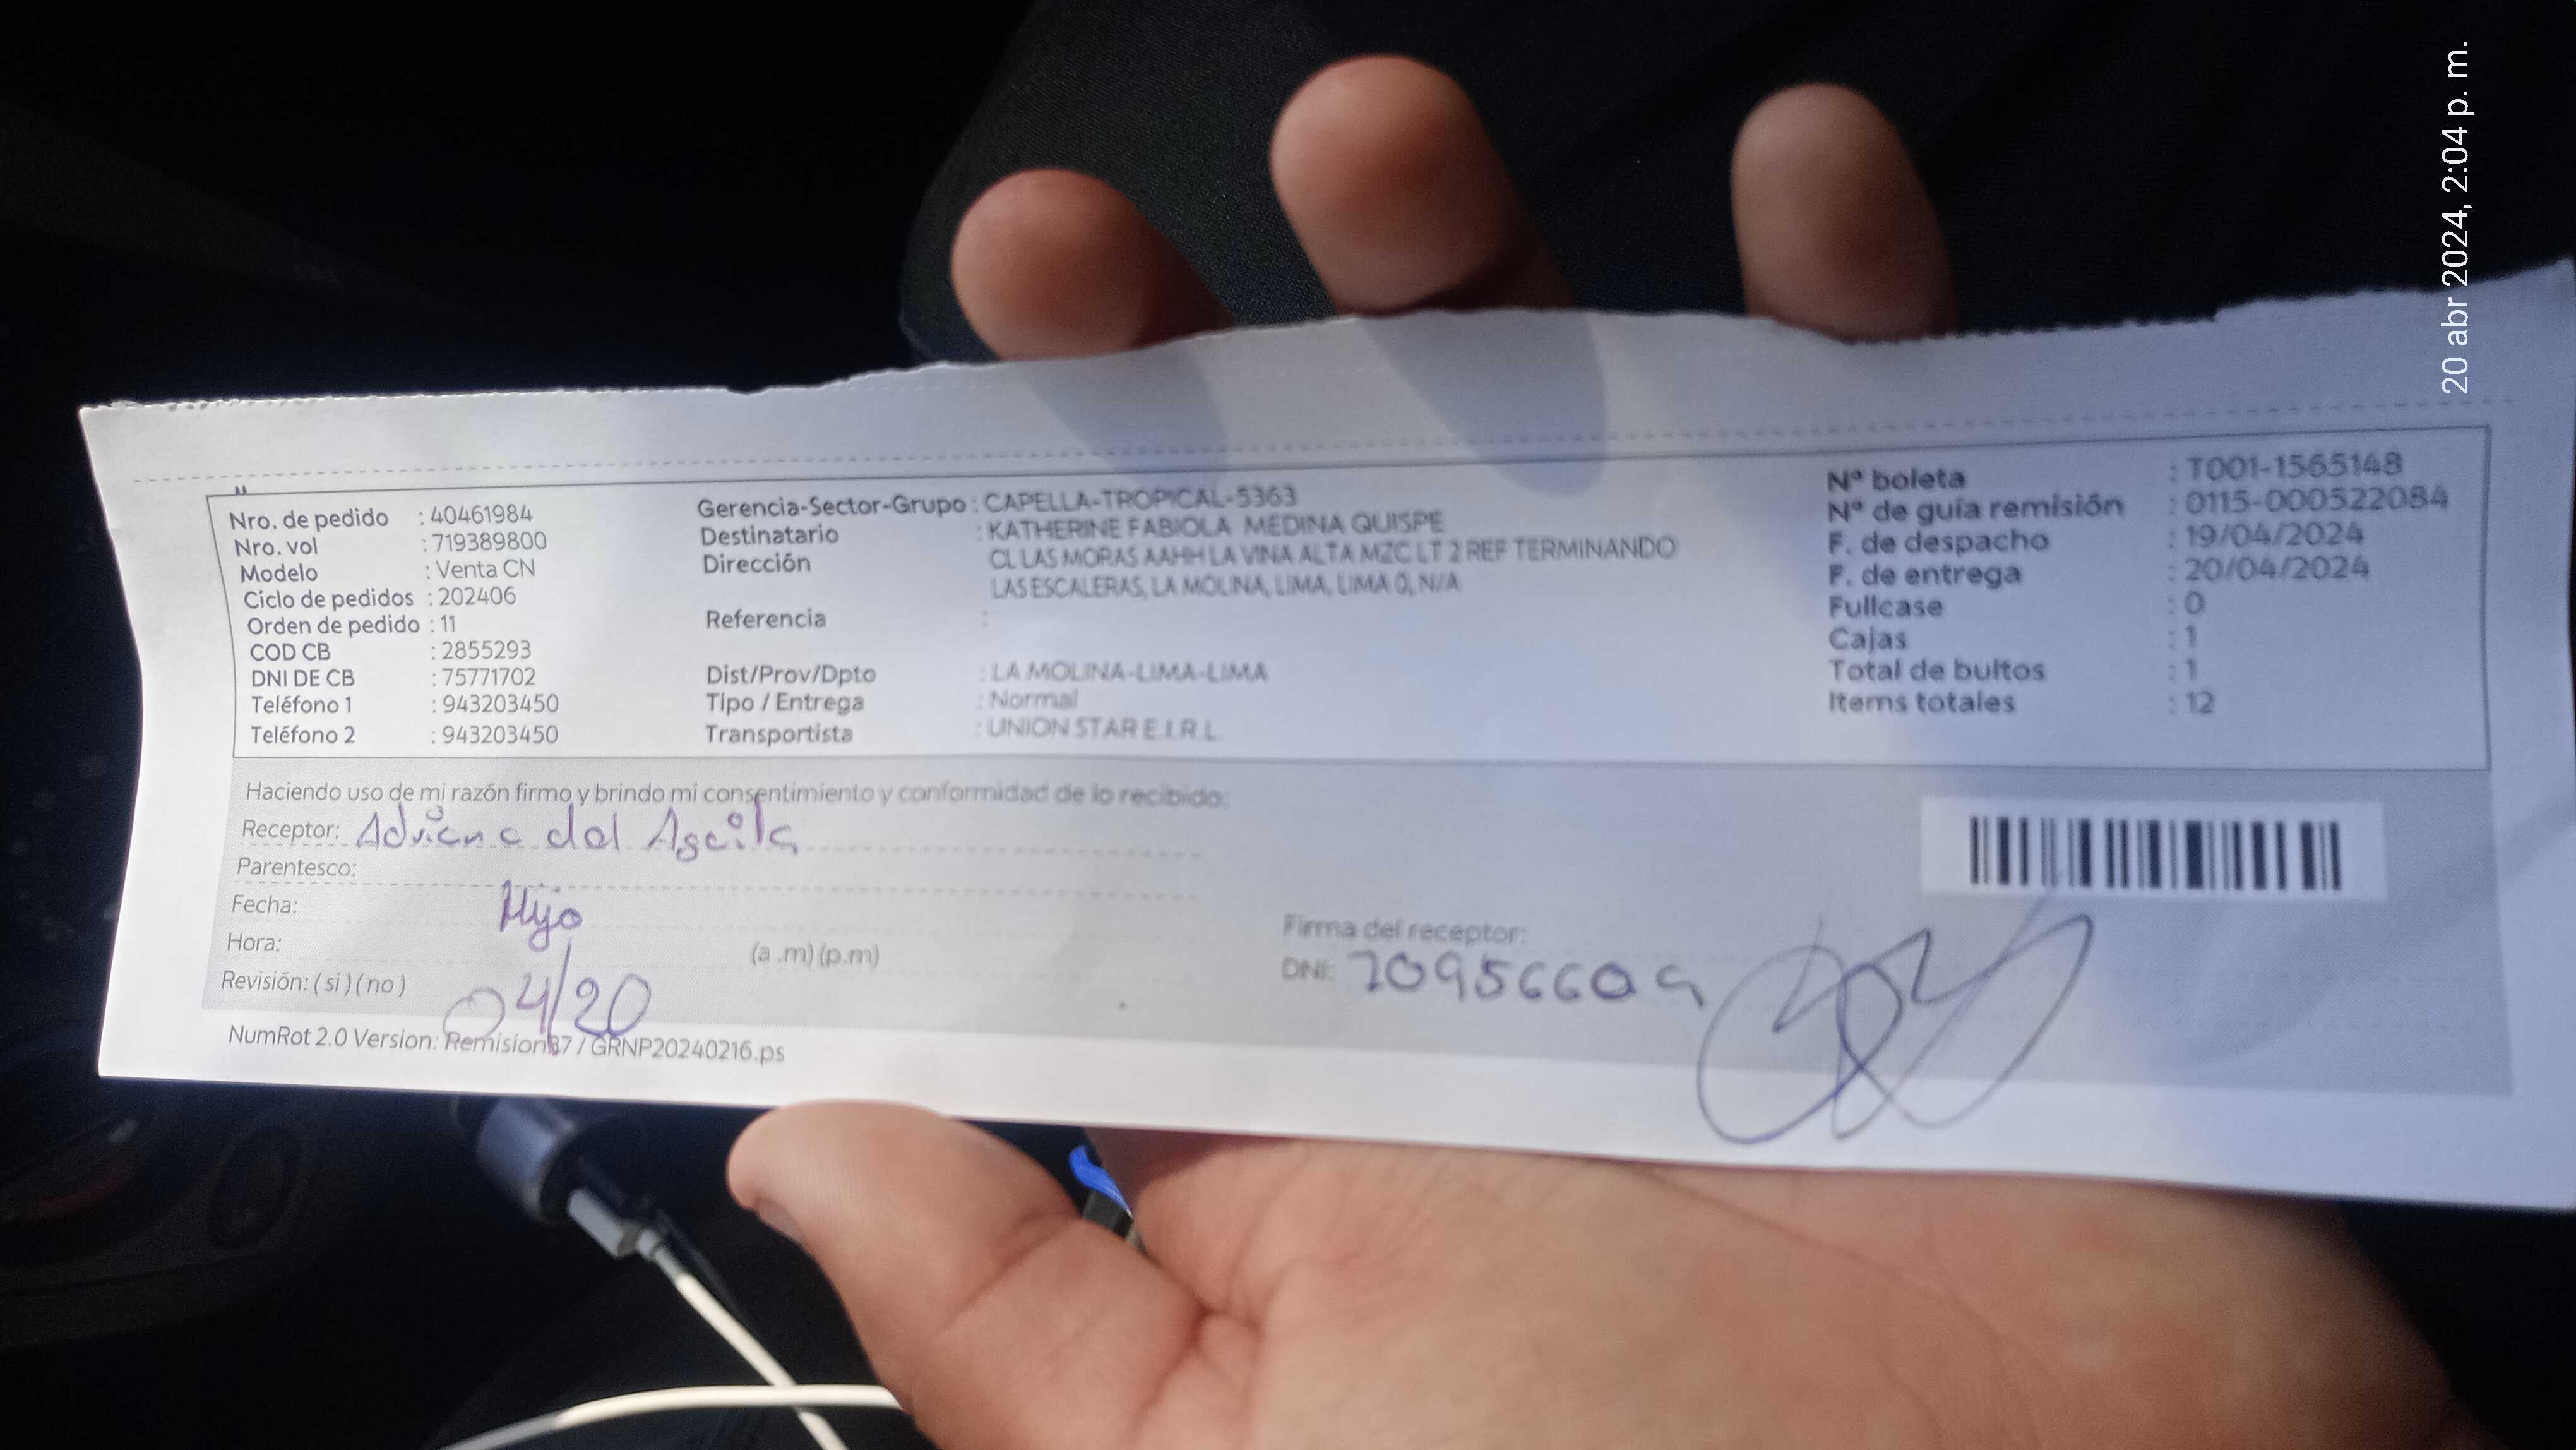 20 abr 2024, 2:04 p. m.
Nro. de pedido : 40461984
Nro. vol : 719389800
Modelo : Venta CN
Ciclo de pedidos : 202406
Orden de pedido : 11
COD CB : 2855293
DNI DE CB : 75771702
Teléfono 1 : 943203450
Teléfono 2 : 943203450
Gerencia-Sector-Grupo : CAPELLA-TROPICAL-5363
Destinatario : KATHERINE FABIOLA MEDINA QUISPE
Dirección CL LAS MORAS AAHH LA VINA ALTA MZC LT 2 REF TERMINANDO
LAS ESCALERAS, LA MOLINA, LIMA, LIMA 0, N/A
Referencia :
Dist/Prov/Dpto : LA MOLINA-LIMA-LIMA
Tipo / Entrega : Normal
Transportista : UNION STAR E.I.R.L.
Nº boleta : T001-1565148
Nº de guía remisión : 0115-000522084
F. de despacho : 19/04/2024
F. de entrega : 20/04/2024
Fullcase : 0
Cajas : 1
Total de bultos : 1
Items totales : 12
Haciendo uso de mi razón firmo y brindo mi consentimiento y conformidad de lo recibido:
Receptor: Adriana del
Parentesco:
Fecha: Hijo
Hora: (a .m) (p.m)
Revisión: ( sí ) ( no ) 04/20
Firma del receptor:
DNI:
NumRot 2.0 Version: Remision37 / GRNP20240216.ps